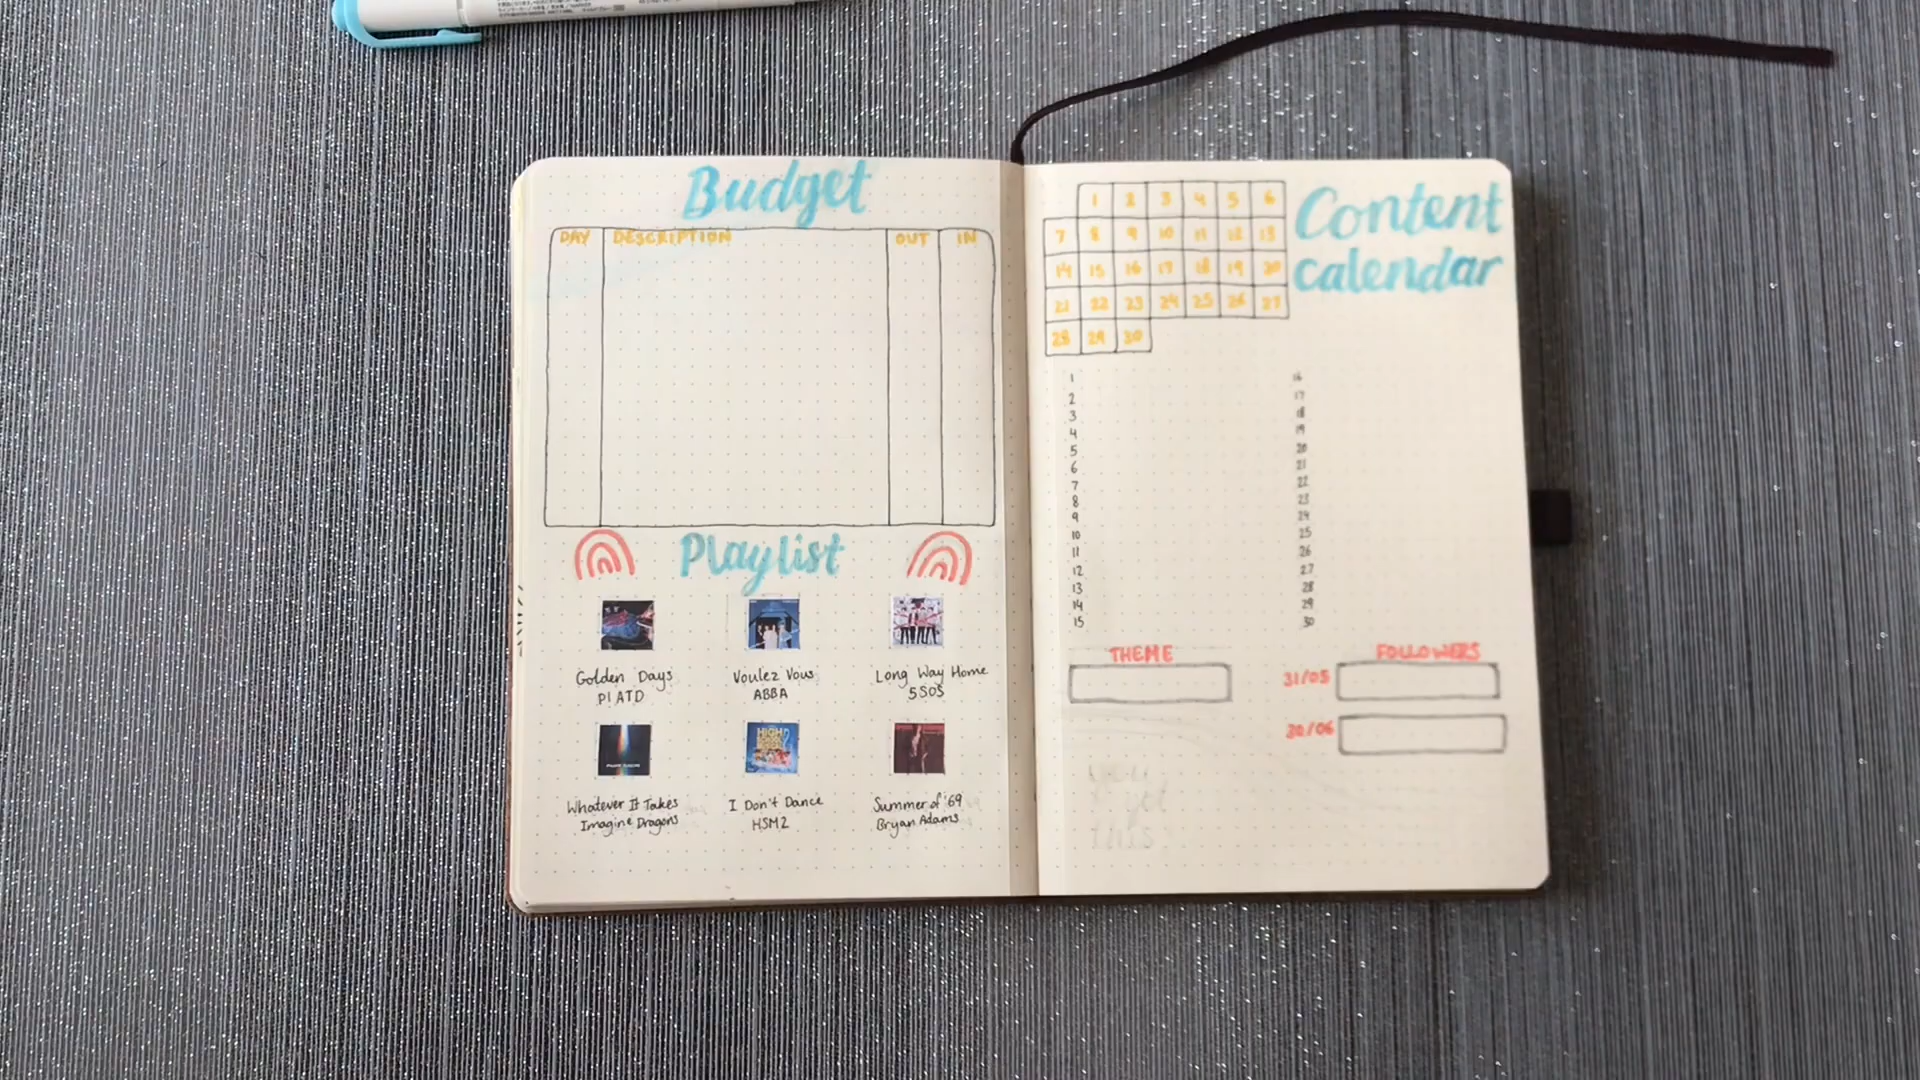 Budget
DAY DESCRIPTION OUT IN
Playlist
Golden Days
P!ATD
Voulez Vous
ABBA
Long Way Home
5SOS
HIGH
SCHOOL
Whatever It Takes
Imagine Dragons
I Don't Dance
HSM2
Summer of '69
Bryan Adams
Content
calendar
1 2 3 4 5 6
7 8 9 10 11 12 13
14 15 16 17 18 19 20
21 22 23 24 25 26 27
28 29 30
1
2
3
4
5
6
7
8
9
10
11
12
13
14
15
16
17
18
19
20
21
22
23
24
25
26
27
28
29
30
THEME
FOLLOWERS
31/05
30/06
you
got
this